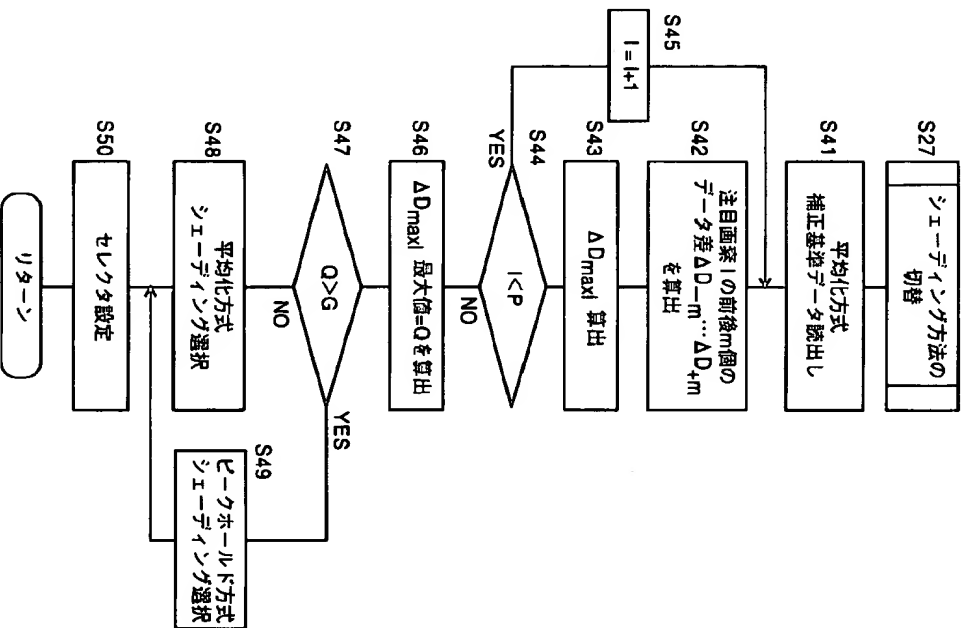 S27
シェーディング方法の
切替
S41
平均化方式
補正基準データ読出し
S42
注目画素Iの前後m個の
データ差ΔD₋m…ΔD₊m
を算出
S43
ΔDmaxI 算出
S44
I<P
YES
NO
S45
I=I+1
S46
ΔDmaxI 最大値=Qを算出
S47
Q>G
YES
NO
S48
平均化方式
シェーディング選択
S49
ピークホールド方式
シェーディング選択
S50
セレクタ設定
リターン